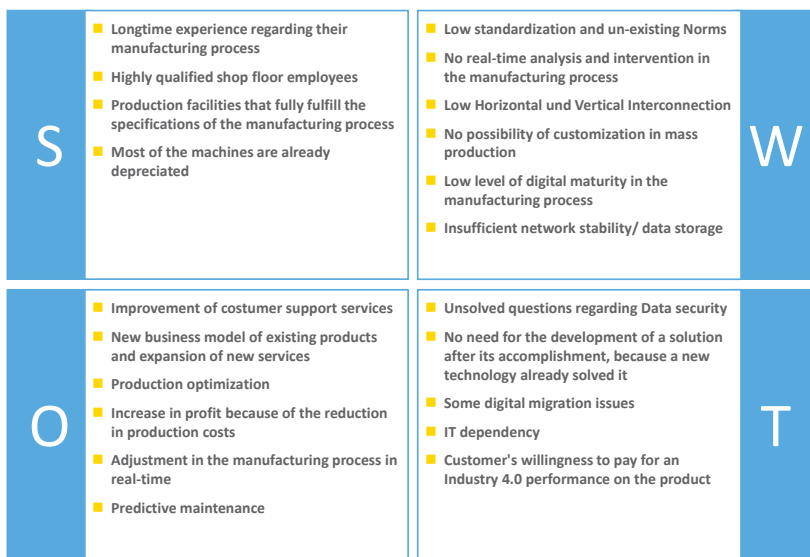 S
Longtime experience regarding their
manufacturing process
Highly qualified shop floor employees
Production facilities that fully fulfill the
specifications of the manufacturing process
Most of the machines are already
depreciated
W
Low standardization and un-existing Norms
No real-time analysis and intervention in
the manufacturing process
Low Horizontal und Vertical Interconnection
No possibility of customization in mass
production
Low level of digital maturity in the
manufacturing process
Insufficient network stability/ data storage
O
Improvement of costumer support services
New business model of existing products
and expansion of new services
Production optimization
Increase in profit because of the reduction
in production costs
Adjustment in the manufacturing process in
real-time
Predictive maintenance
T
Unsolved questions regarding Data security
No need for the development of a solution
after its accomplishment, because a new
technology already solved it
Some digital migration issues
IT dependency
Customer's willingness to pay for an
Industry 4.0 performance on the product